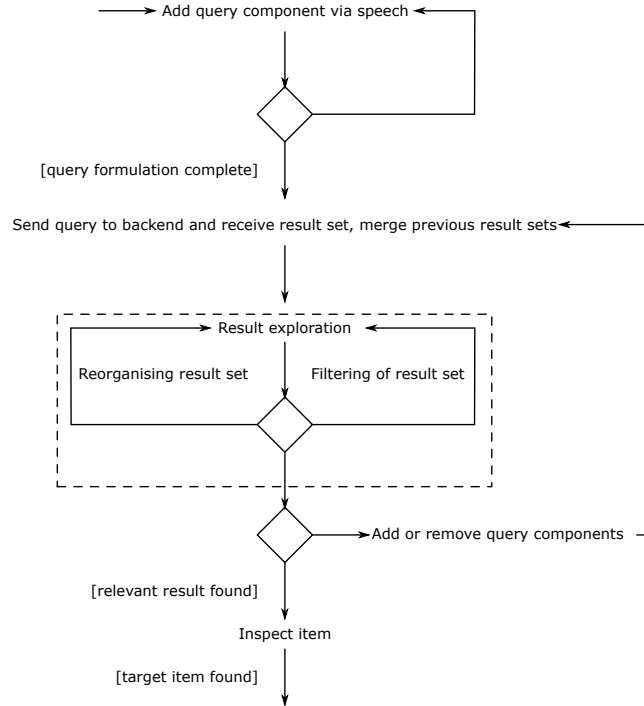 Add query component via speech
[query formulation complete]
Send query to backend and receive result set, merge previous result sets
Result exploration
Reorganising result set
Filtering of result set
Add or remove query components
[relevant result found]
Inspect item
[target item found]